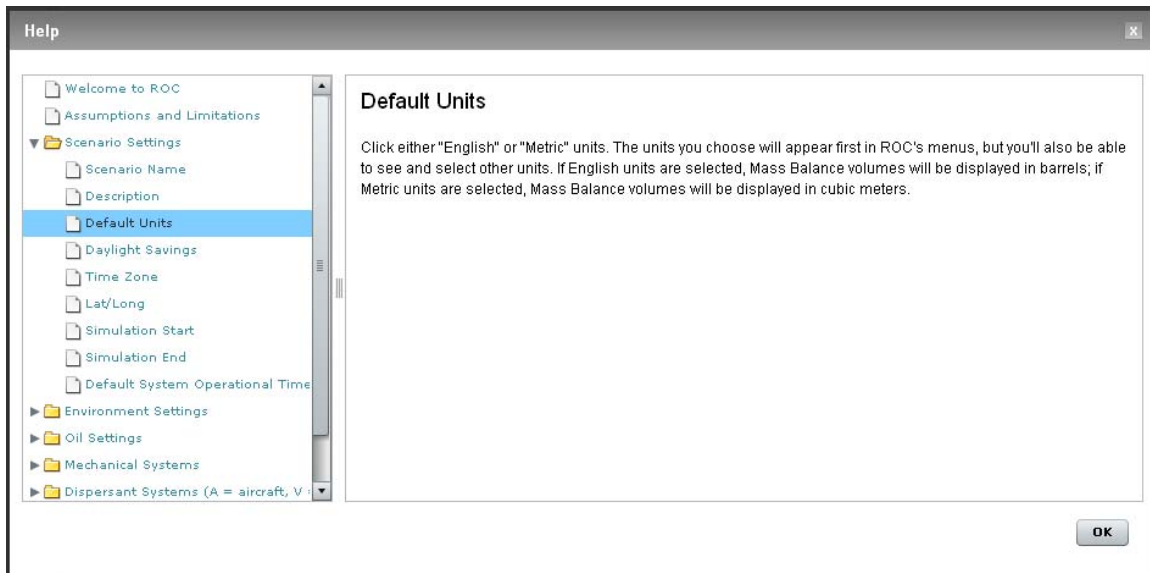 Help
x
Welcome to ROC
Assumptions and Limitations
Scenario Settings
Scenario Name
Description
Default Units
Daylight Savings
Time Zone
Lat/Long
Simulation Start
Simulation End
Default System Operational Time
Environment Settings
Oil Settings
Mechanical Systems
Dispersant Systems (A = aircraft, V
Default Units
Click either "English" or "Metric" units. The units you choose will appear first in ROC's menus, but you'll also be able
to see and select other units. If English units are selected, Mass Balance volumes will be displayed in barrels; if
Metric units are selected, Mass Balance volumes will be displayed in cubic meters.
OK